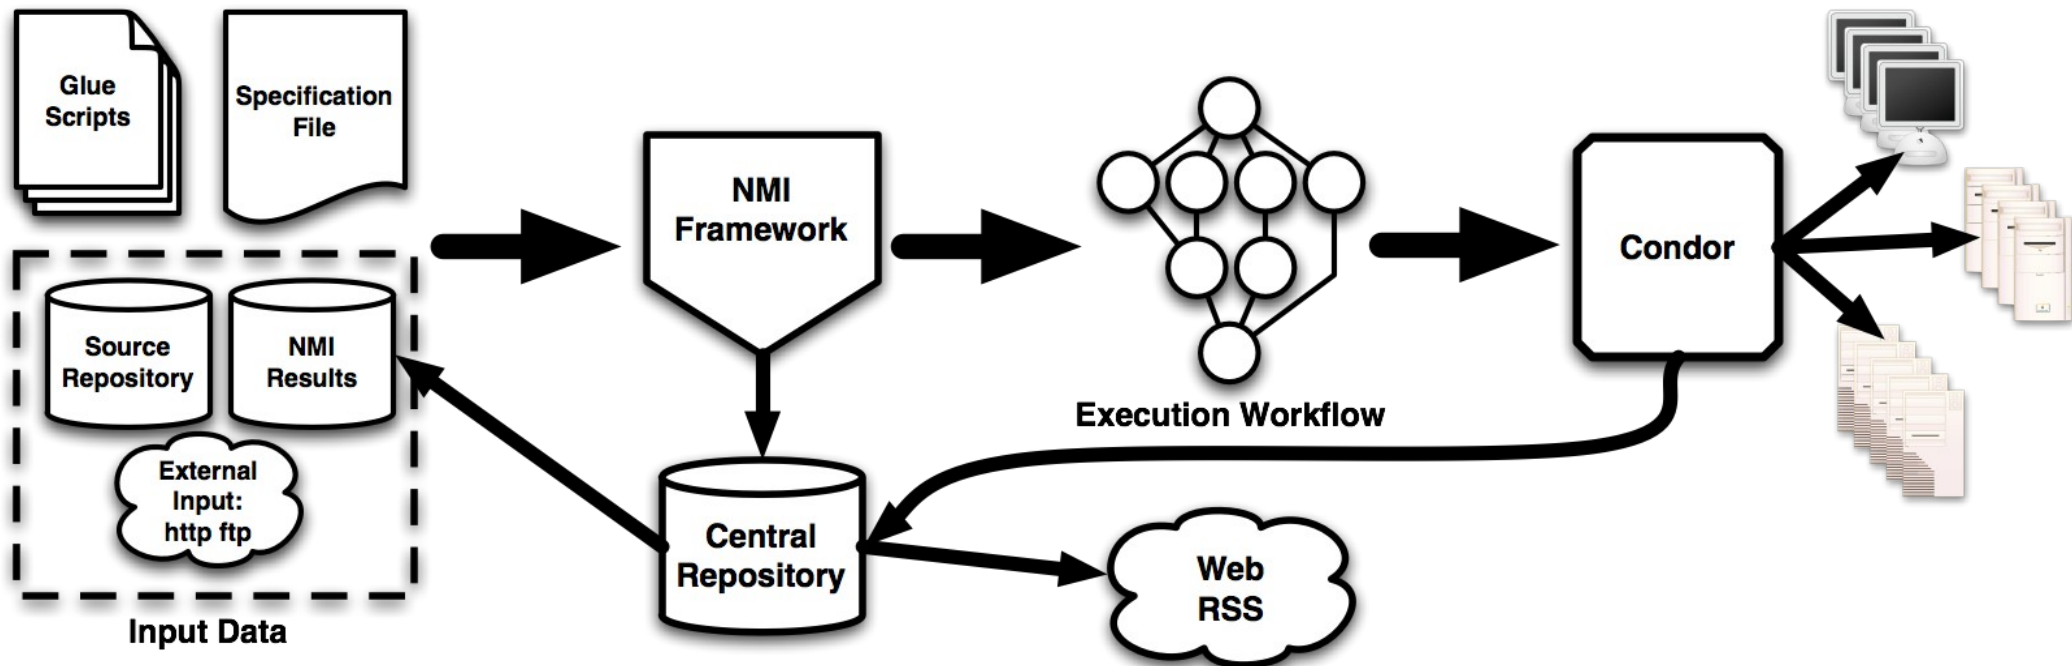 Glue
Scripts
Specification
File
NMI
Framework
Condor
Source
Repository
NMI
Results
External
Input:
http ftp
Input Data
Execution Workflow
Central
Repository
Web
RSS